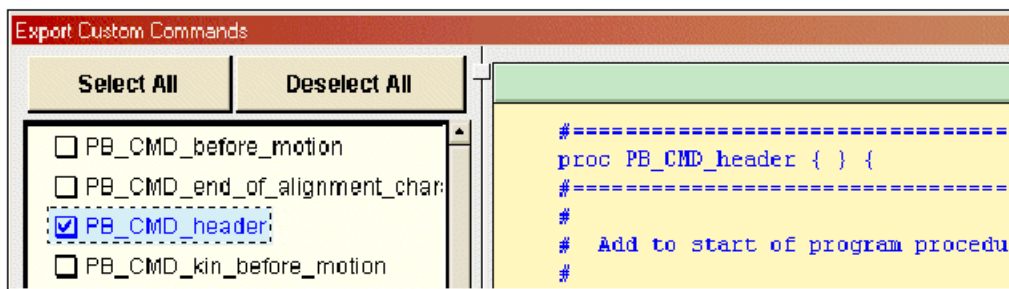 Export Custom Commands
Select All
Deselect All
PB_CMD_before_motion
PB_CMD_end_of_alignment_char
PB_CMD_header
PB_CMD_kin_before_motion
#=================================
proc PB_CMD_header { } {
#=================================
#
#  Add to start of program procedu
#